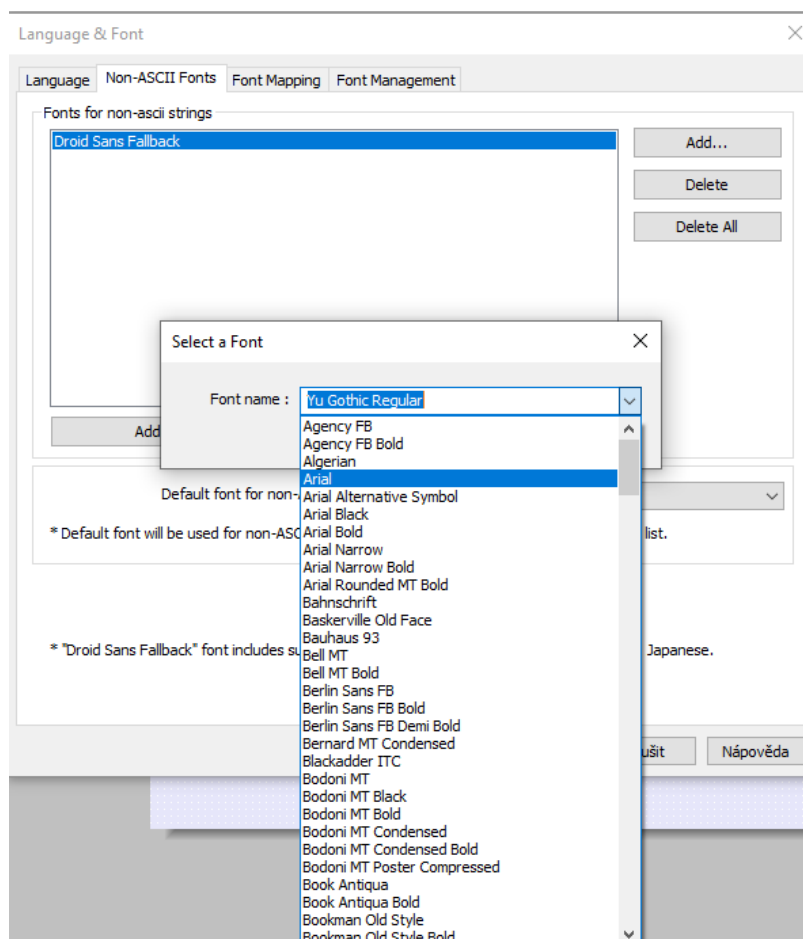 Language & Font
Language Non-ASCII Fonts Font Mapping Font Management
Fonts for non-ascii strings
Droid Sans Fallback
Add...
Delete
Delete All
Select a Font
Font name : Yu Gothic Regular
Add
Agency FB
Agency FB Bold
Algerian
Arial
Arial Alternative Symbol
Arial Black
Arial Bold
Arial Narrow
Arial Narrow Bold
Arial Rounded MT Bold
Bahnschrift
Baskerville Old Face
Bauhaus 93
Bell MT
Bell MT Bold
Berlin Sans FB
Berlin Sans FB Bold
Berlin Sans FB Demi Bold
Bernard MT Condensed
Blackadder ITC
Bodoni MT
Bodoni MT Black
Bodoni MT Bold
Bodoni MT Condensed
Bodoni MT Condensed Bold
Bodoni MT Poster Compressed
Book Antiqua
Book Antiqua Bold
Bookman Old Style
Bookman Old Style Bold
Default font for non-
* Default font will be used for non-ASC list.
* "Droid Sans Fallback" font includes su Japanese.
ušit
Nápověda